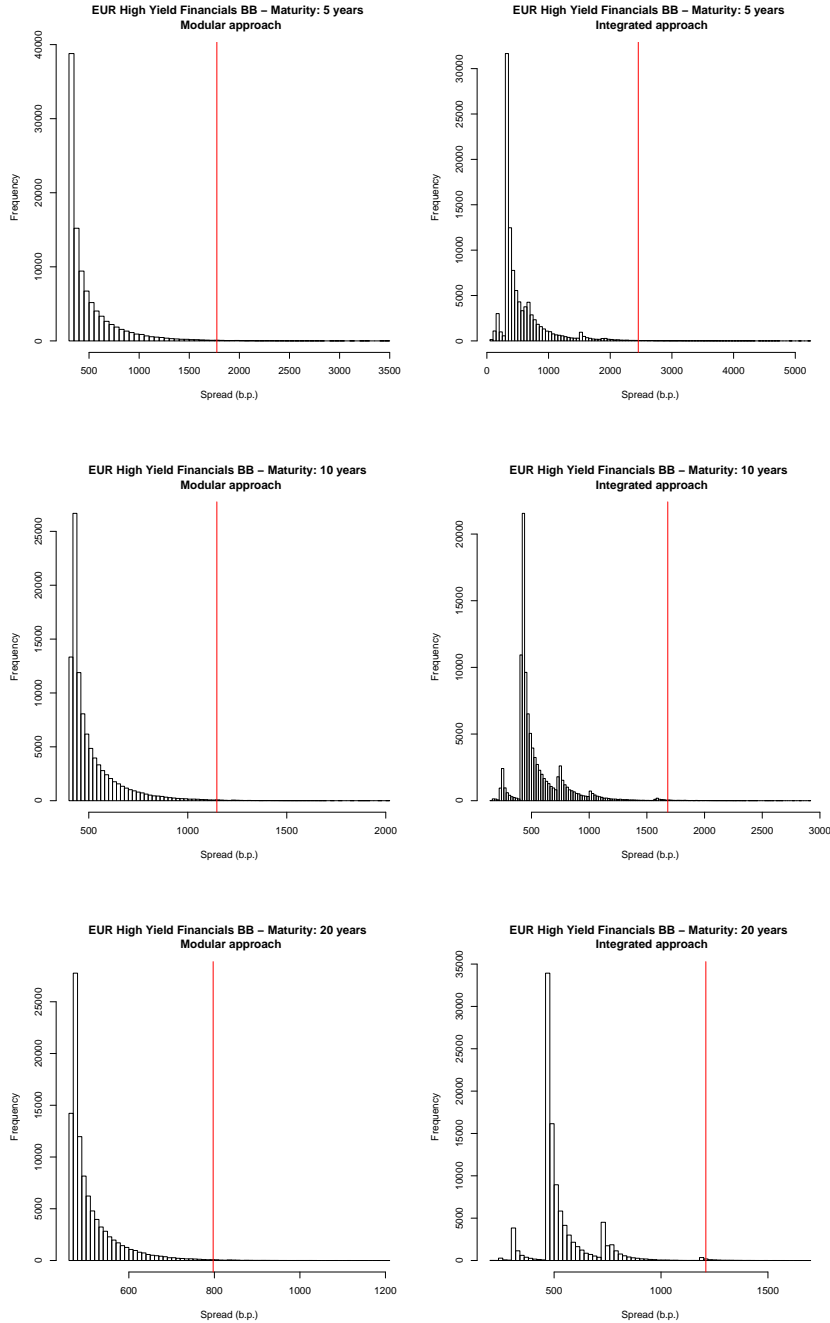 EUR High Yield Financials BB – Maturity: 5 years
Modular approach
Frequency
0
10000
20000
30000
40000
500
1000
1500
2000
2500
3000
3500
Spread (b.p.)
EUR High Yield Financials BB – Maturity: 5 years
Integrated approach
Frequency
0
5000
10000
15000
20000
25000
30000
0
1000
2000
3000
4000
5000
Spread (b.p.)
EUR High Yield Financials BB – Maturity: 10 years
Modular approach
Frequency
0
5000
10000
15000
20000
25000
500
1000
1500
2000
Spread (b.p.)
EUR High Yield Financials BB – Maturity: 10 years
Integrated approach
Frequency
0
5000
10000
15000
20000
500
1000
1500
2000
2500
3000
Spread (b.p.)
EUR High Yield Financials BB – Maturity: 20 years
Modular approach
Frequency
0
5000
10000
15000
20000
25000
600
800
1000
1200
Spread (b.p.)
EUR High Yield Financials BB – Maturity: 20 years
Integrated approach
Frequency
0
5000
10000
15000
20000
25000
30000
35000
500
1000
1500
Spread (b.p.)